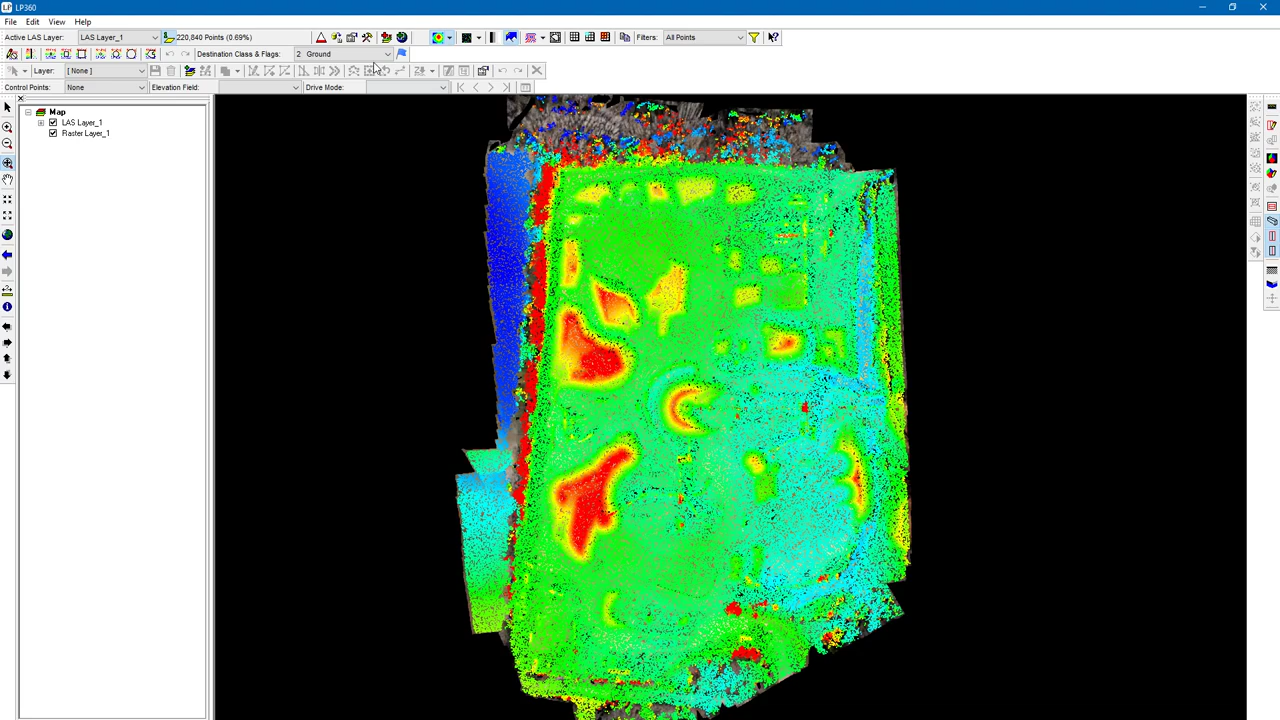 LP LP360
File Edit View Help
Active LAS Layer: LAS Layer_1 220,840 Points (0.69%) Filters: All Points
Destination Class & Flags: 2 Ground
Layer: [ None ]
Control Points: None Elevation Field: Drive Mode:
Map
LAS Layer_1
Raster Layer_1